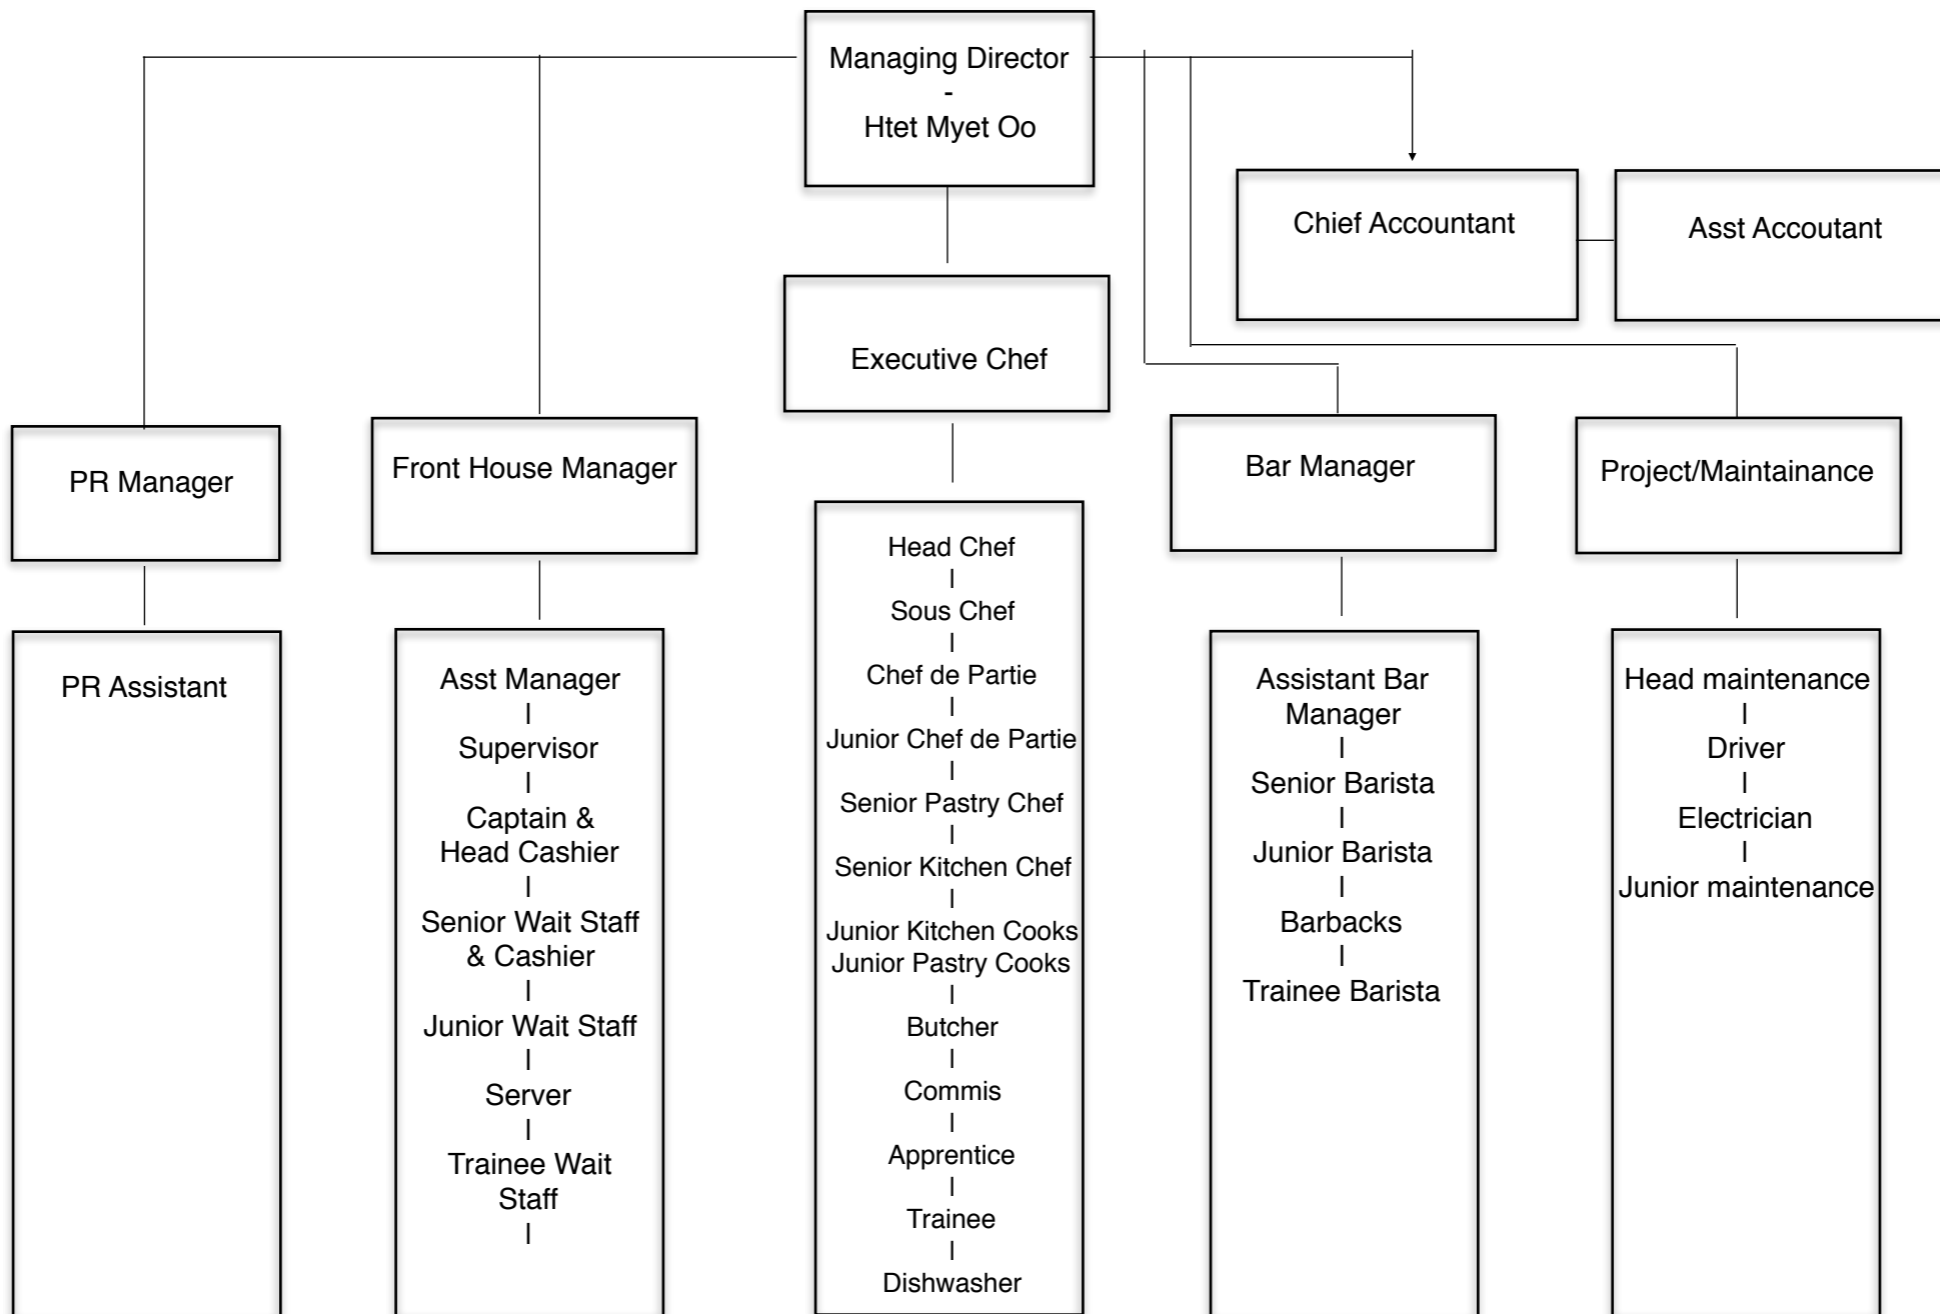 Managing Director
-
Htet Myet Oo
Chief Accountant
Asst Accoutant
Executive Chef
PR Manager
Front House Manager
Bar Manager
Project/Maintainance
PR Assistant
Asst Manager
|
Supervisor
|
Captain &
Head Cashier
|
Senior Wait Staff
& Cashier
|
Junior Wait Staff
|
Server
|
Trainee Wait
Staff
|
Head Chef
|
Sous Chef
|
Chef de Partie
|
Junior Chef de Partie
|
Senior Pastry Chef
|
Senior Kitchen Chef
|
Junior Kitchen Cooks
Junior Pastry Cooks
|
Butcher
|
Commis
|
Apprentice
|
Trainee
|
Dishwasher
Assistant Bar
Manager
|
Senior Barista
|
Junior Barista
|
Barbacks
|
Trainee Barista
Head maintenance
|
Driver
|
Electrician
|
Junior maintenance